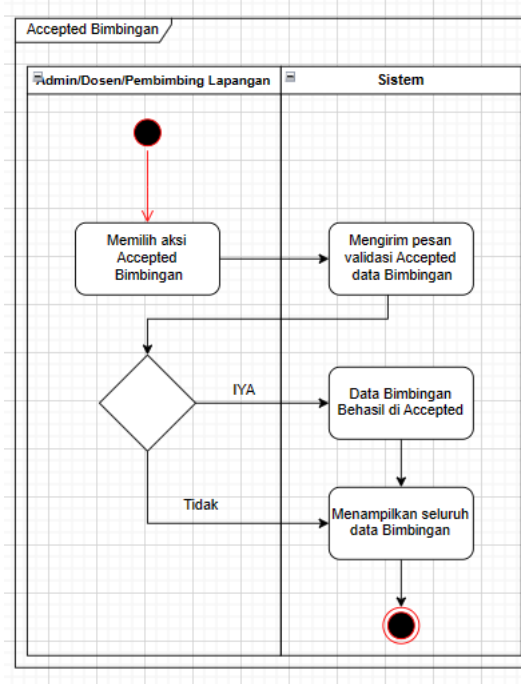 Accepted Bimbingan
Admin/Dosen/Pembimbing Lapangan
Sistem
Memilih aksi
Accepted
Bimbingan
Mengirim pesan
validasi Accepted
data Bimbingan
IYA
Data Bimbingan
Behasil di Accepted
Tidak
Menampilkan seluruh
data Bimbingan